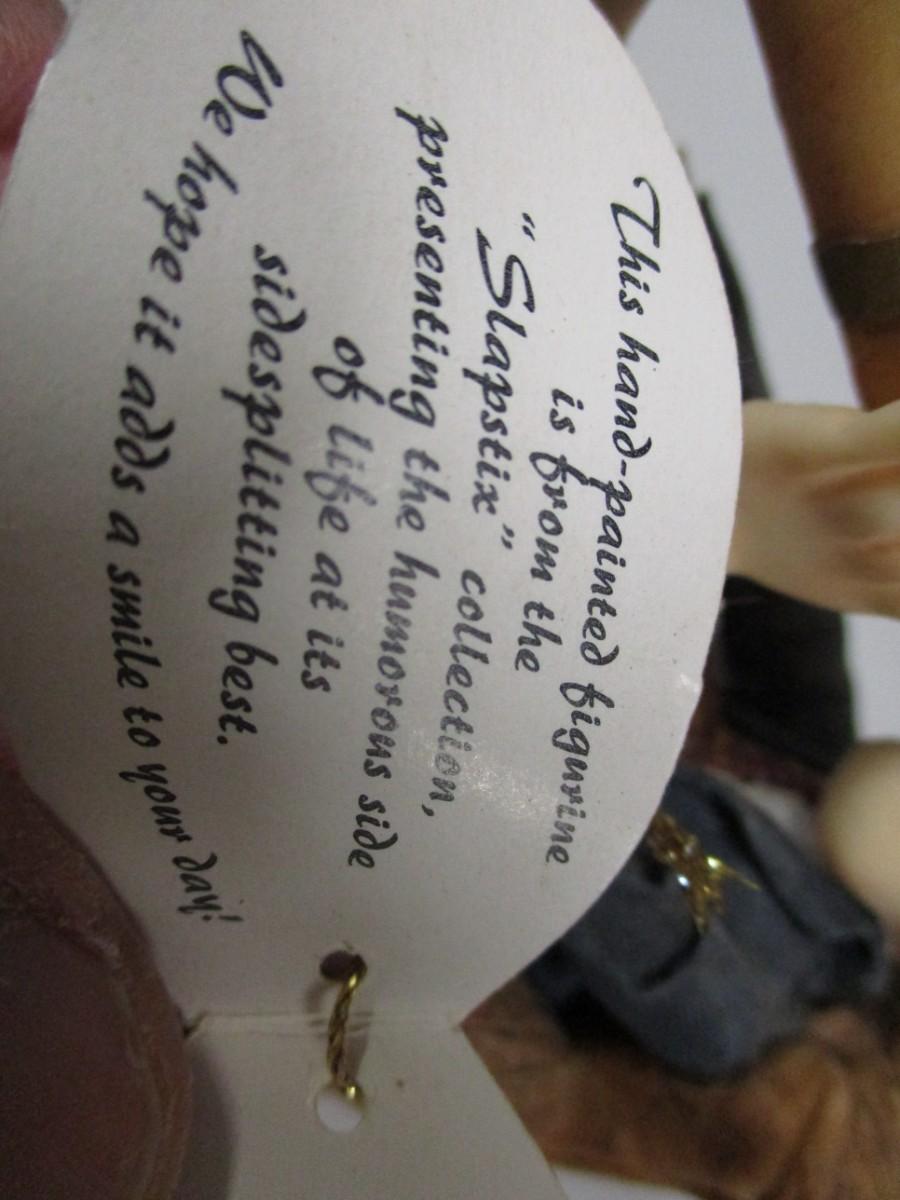 This hand-painted figurine
is from the
"Slapstix" collection,
presenting the humorous side
of life at its
sidesplitting best.
We hope it adds a smile to your day!